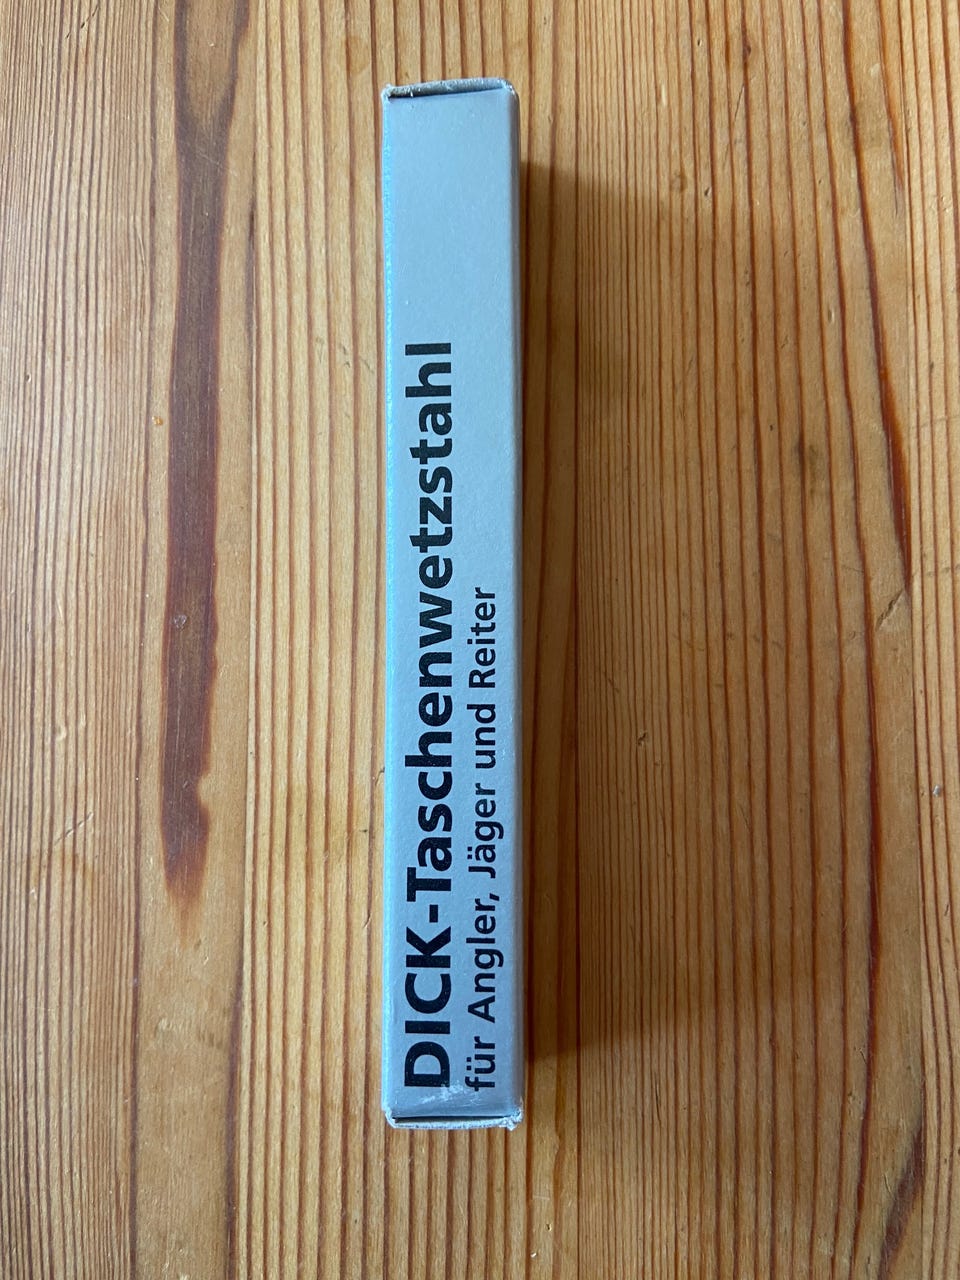 DICK-Taschenwetzstahl
für Angler, Jäger und Reiter